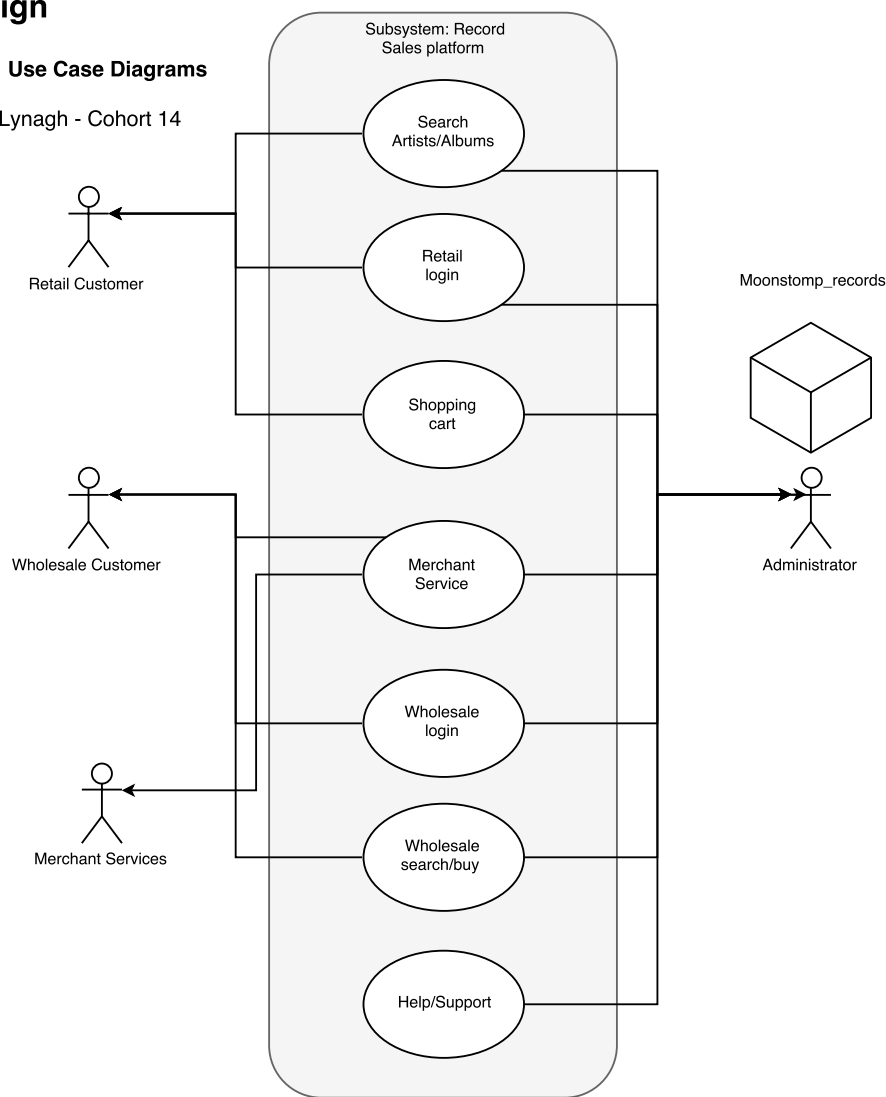 ign
Use Case Diagrams
Lynagh - Cohort 14
Subsystem: Record
Sales platform
Search
Artists/Albums
Retail
login
Retail Customer
Moonstomp_records
Shopping
cart
Wholesale Customer
Merchant
Service
Administrator
Wholesale
login
Merchant Services
Wholesale
search/buy
Help/Support